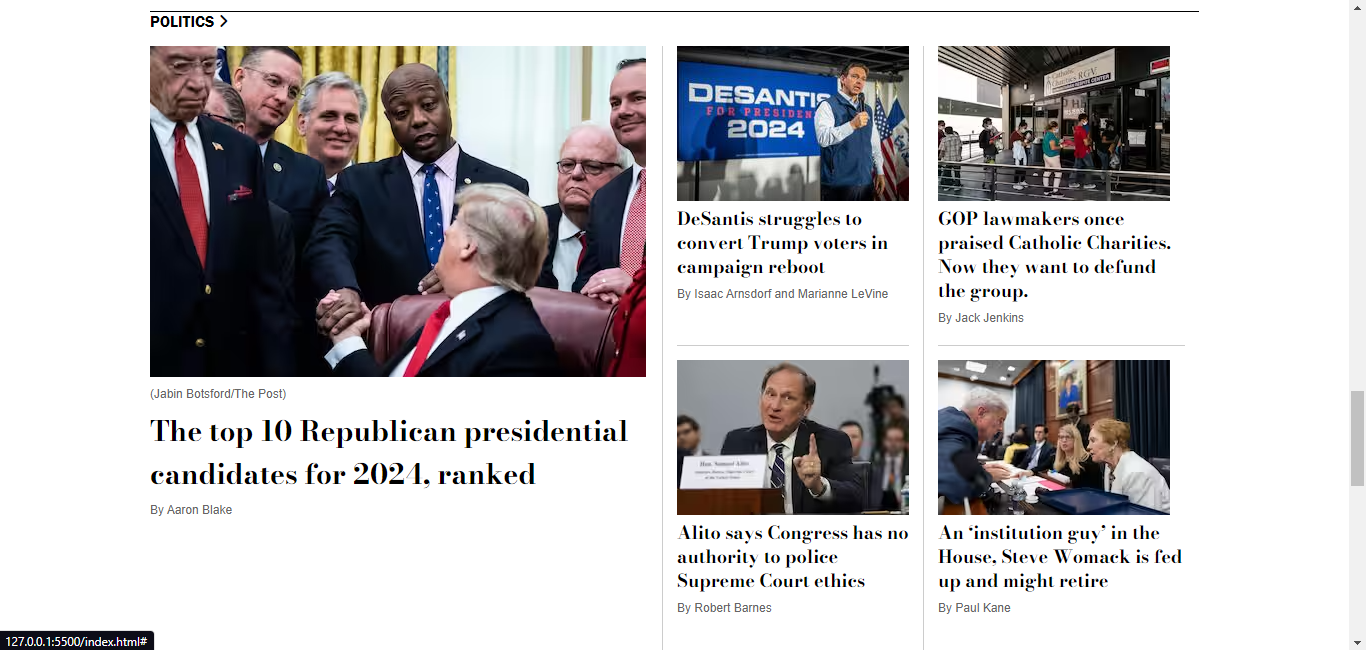 POLITICS >
DESANTIS
FOR PRESIDENT
2024
Catholic
Charities RGV
DeSantis struggles to
convert Trump voters in
campaign reboot
By Isaac Arnsdorf and Marianne LeVine
GOP lawmakers once
praised Catholic Charities.
Now they want to defund
the group.
By Jack Jenkins
(Jabin Botsford/The Post)
The top 10 Republican presidential
candidates for 2024, ranked
By Aaron Blake
Hon. Samuel Alito
Alito says Congress has no
authority to police
Supreme Court ethics
By Robert Barnes
An ‘institution guy’ in the
House, Steve Womack is fed
up and might retire
By Paul Kane
127.0.0.1:5500/index.html#